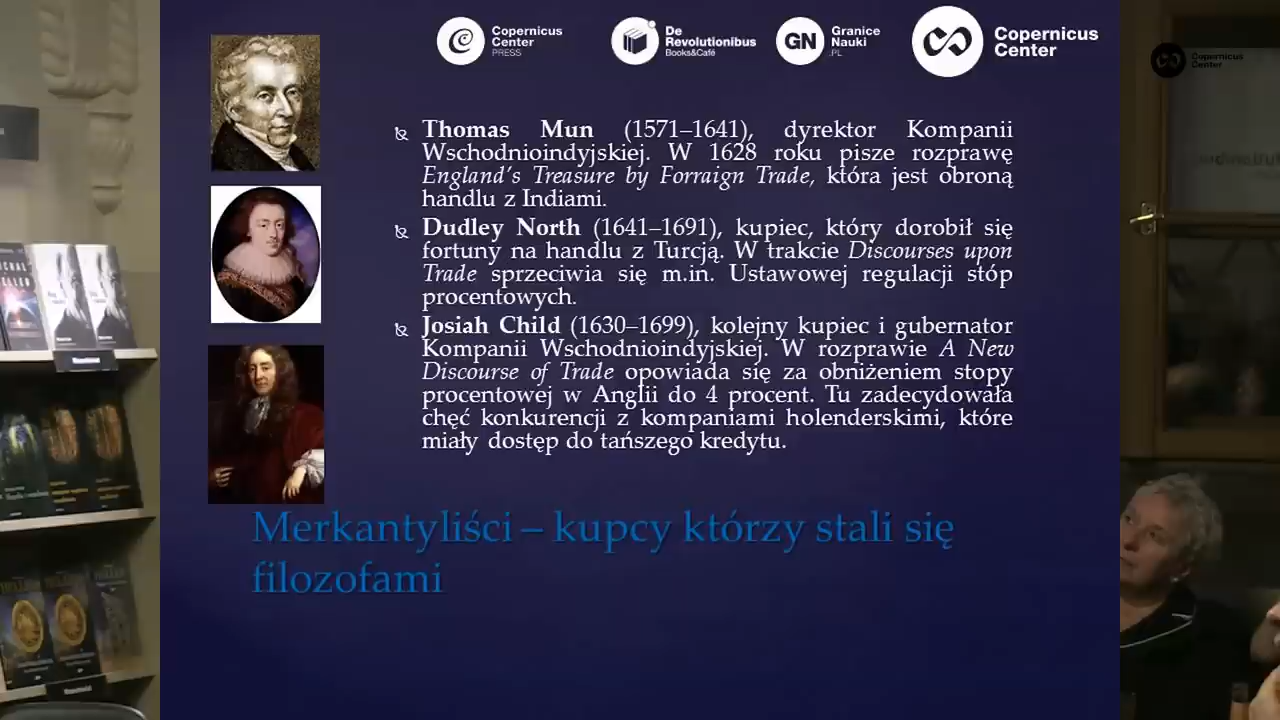 Copernicus
Center
PRESS
De
Revolutionibus
Books&Café
GN
Granice
Nauki
.PL
Copernicus
Center
Copernicus
Center
Thomas Mun (1571–1641), dyrektor Kompanii
Wschodnioindyjskiej. W 1628 roku pisze rozprawę
England's Treasure by Forraign Trade, która jest obroną
handlu z Indiami.
Dudley North (1641–1691), kupiec, który dorobił się
fortuny na handlu z Turcją. W trakcie Discourses upon
Trade sprzeciwia się m.in. Ustawowej regulacji stóp
procentowych.
Josiah Child (1630–1699), kolejny kupiec i gubernator
Kompanii Wschodnioindyjskiej. W rozprawie A New
Discourse of Trade opowiada się za obniżeniem stopy
procentowej w Anglii do 4 procent. Tu zadecydowała
chęć konkurencji z kompaniami holenderskimi, które
miały dostęp do tańszego kredytu.
Merkantyliści – kupcy którzy stali się
filozofami